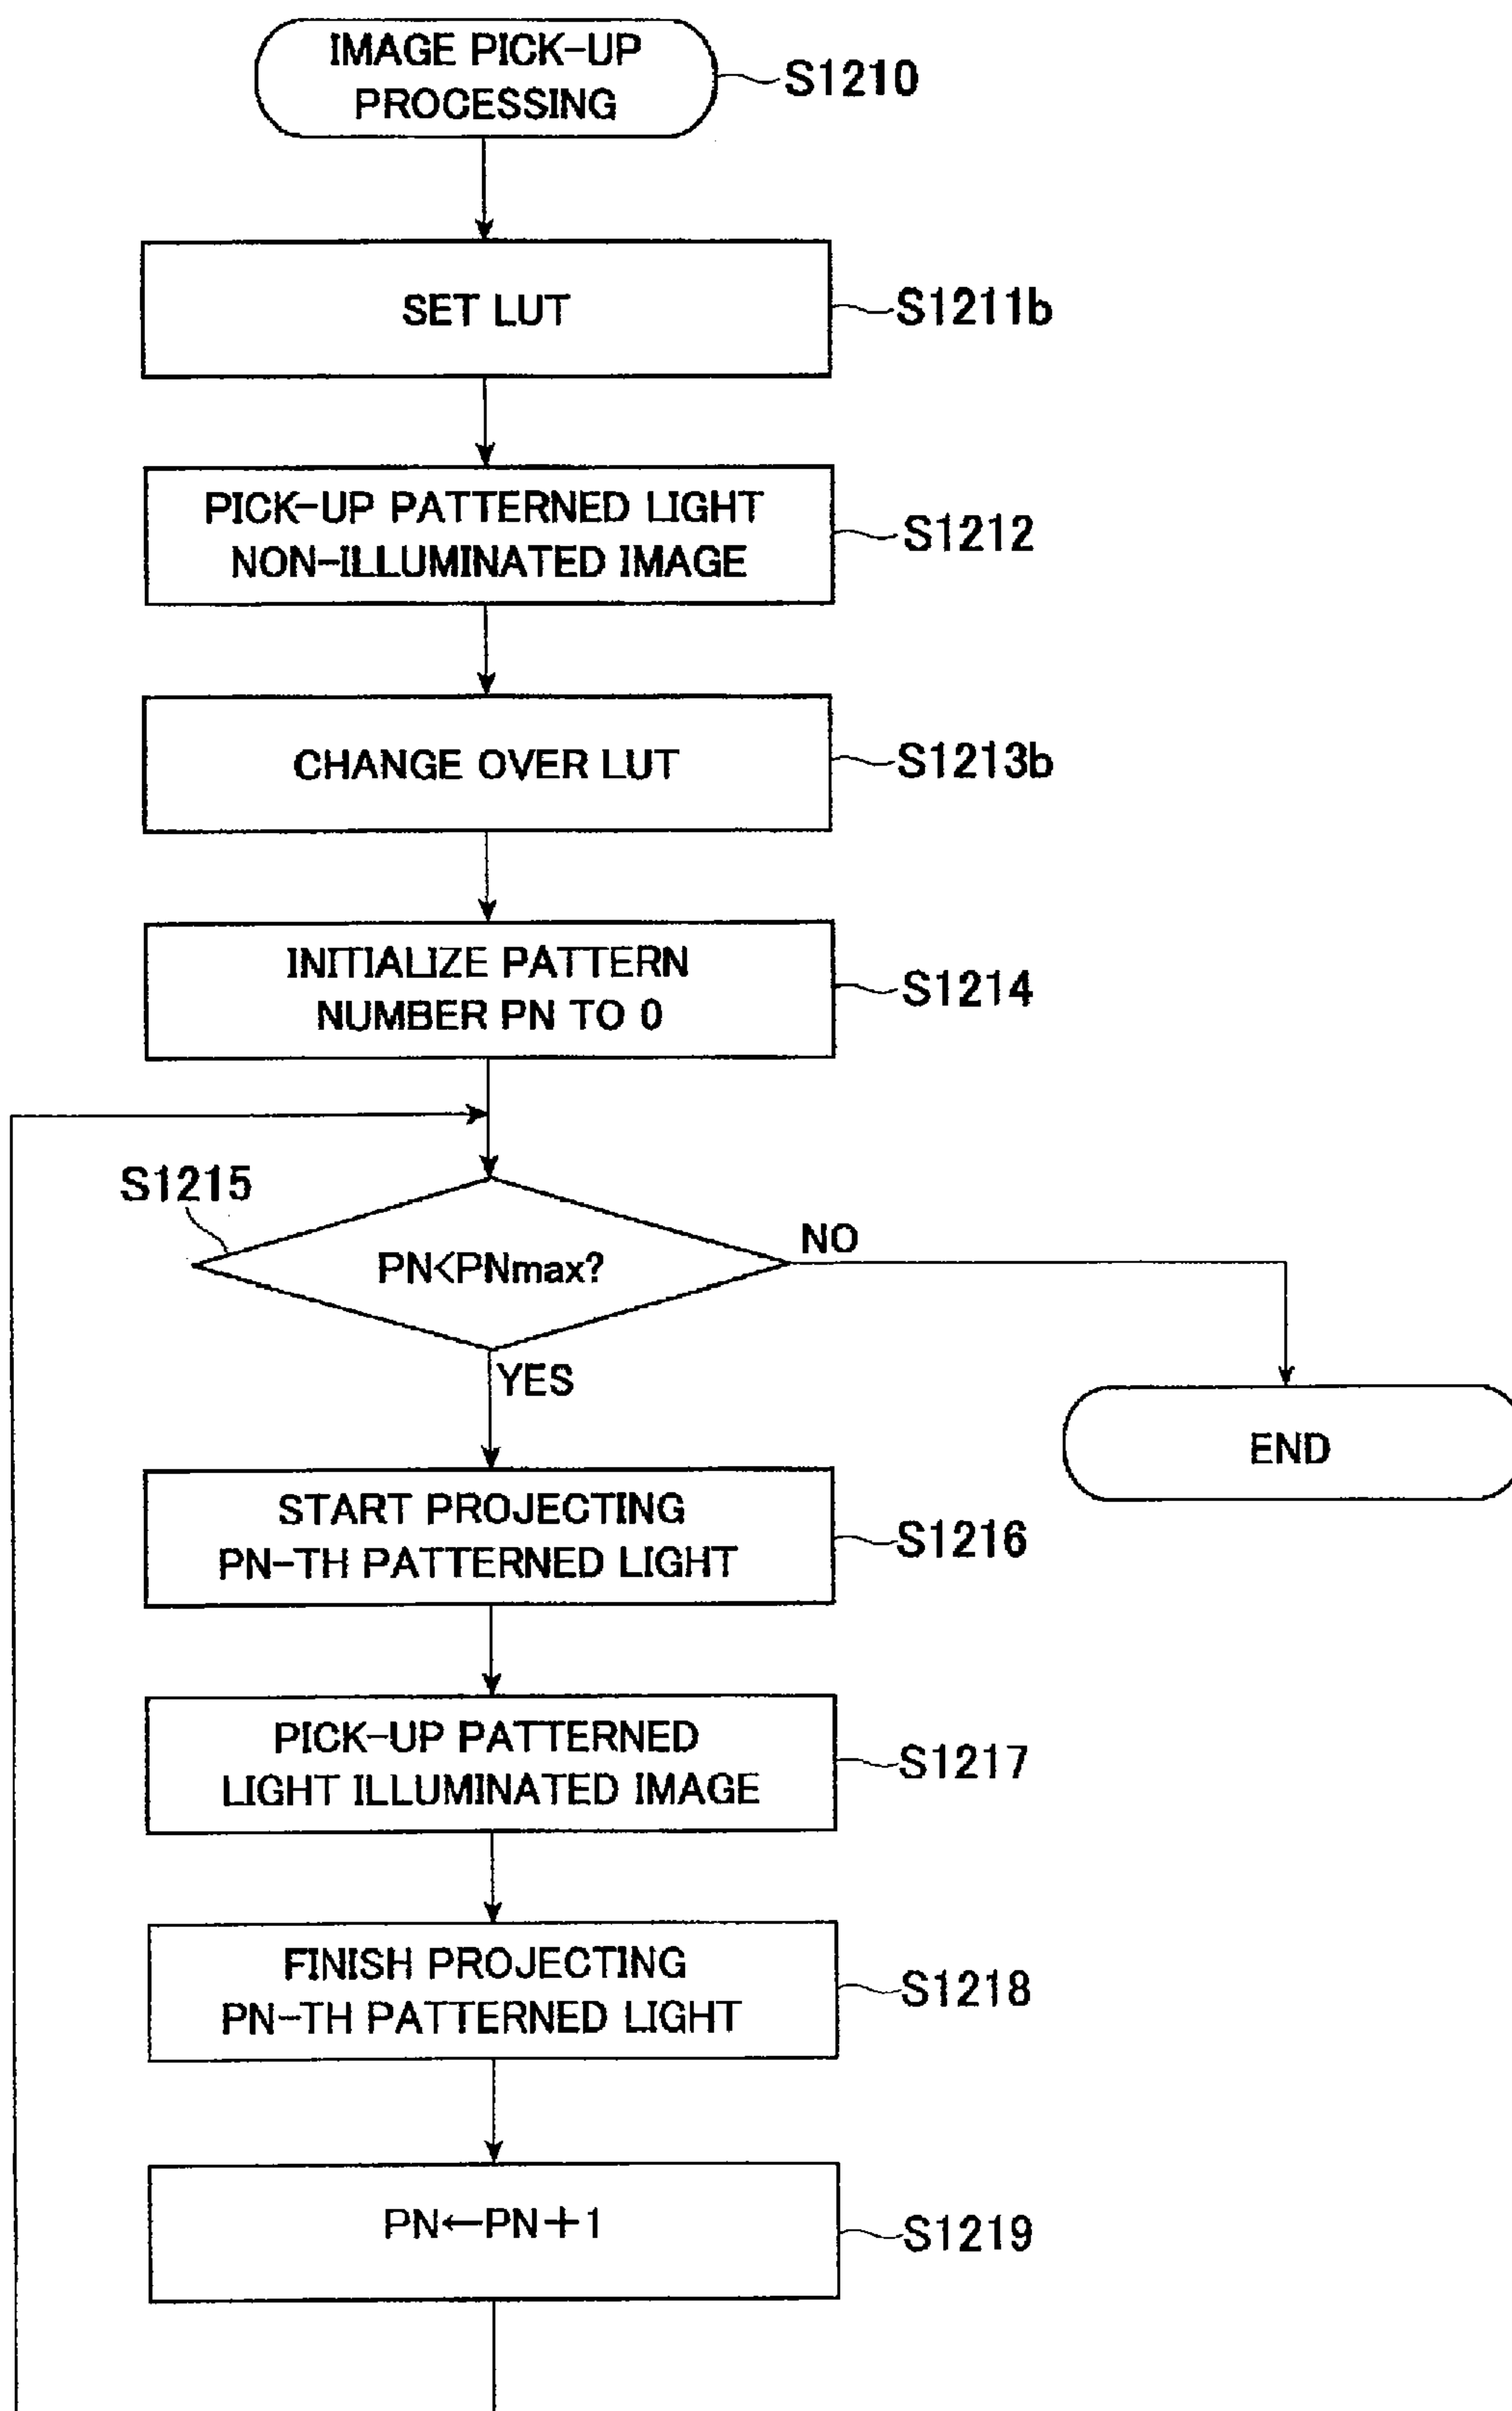 IMAGE PICK-UP
PROCESSING
S1210
SET LUT
S1211b
PICK-UP PATTERNED LIGHT
NON-ILLUMINATED IMAGE
S1212
CHANGE OVER LUT
S1213b
INITIALIZE PATTERN
NUMBER PN TO 0
S1214
S1215
PN<PNmax?
NO
YES
END
START PROJECTING
PN-TH PATTERNED LIGHT
S1216
PICK-UP PATTERNED
LIGHT ILLUMINATED IMAGE
S1217
FINISH PROJECTING
PN-TH PATTERNED LIGHT
S1218
PN←PN+1
S1219